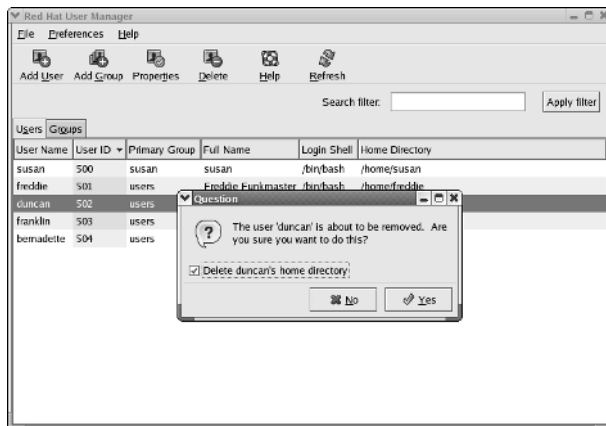 Red Hat User Manager
File Preferences Help
Add User Add Group Properties Delete Help Refresh
Search filter: Apply filter
Users Groups
User Name User ID Primary Group Full Name Login Shell Home Directory
susan 500 susan susan /bin/bash /home/susan
freddie 501 users Freddie Funkmaster /bin/bash /home/freddie
duncan 502 users
franklin 503 users
bernadette 504 users
Question
The user 'duncan' is about to be removed. Are
you sure you want to do this?
Delete duncan's home directory
No Yes